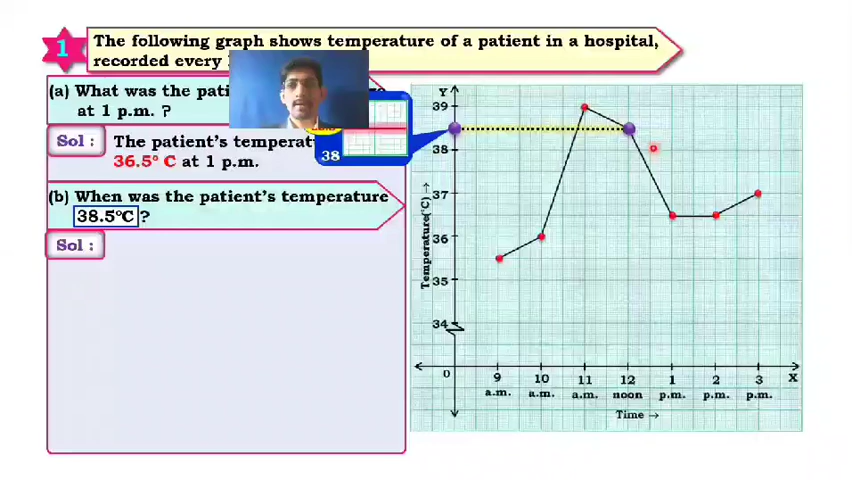 1
The following graph shows temperature of a patient in a hospital,
recorded every
(a) What was the
at 1 p.m. ?
Sol :
The patient's
36.5° C at 1 p.m.
(b) When was the patient's temperature
38.5°C ?
Sol :
38
Y
39
38
37
36
35
34
0
Temperature(°C) →
9 10 11 12 1 2 3 X
a.m. a.m. a.m. noon p.m. p.m. p.m.
Time →